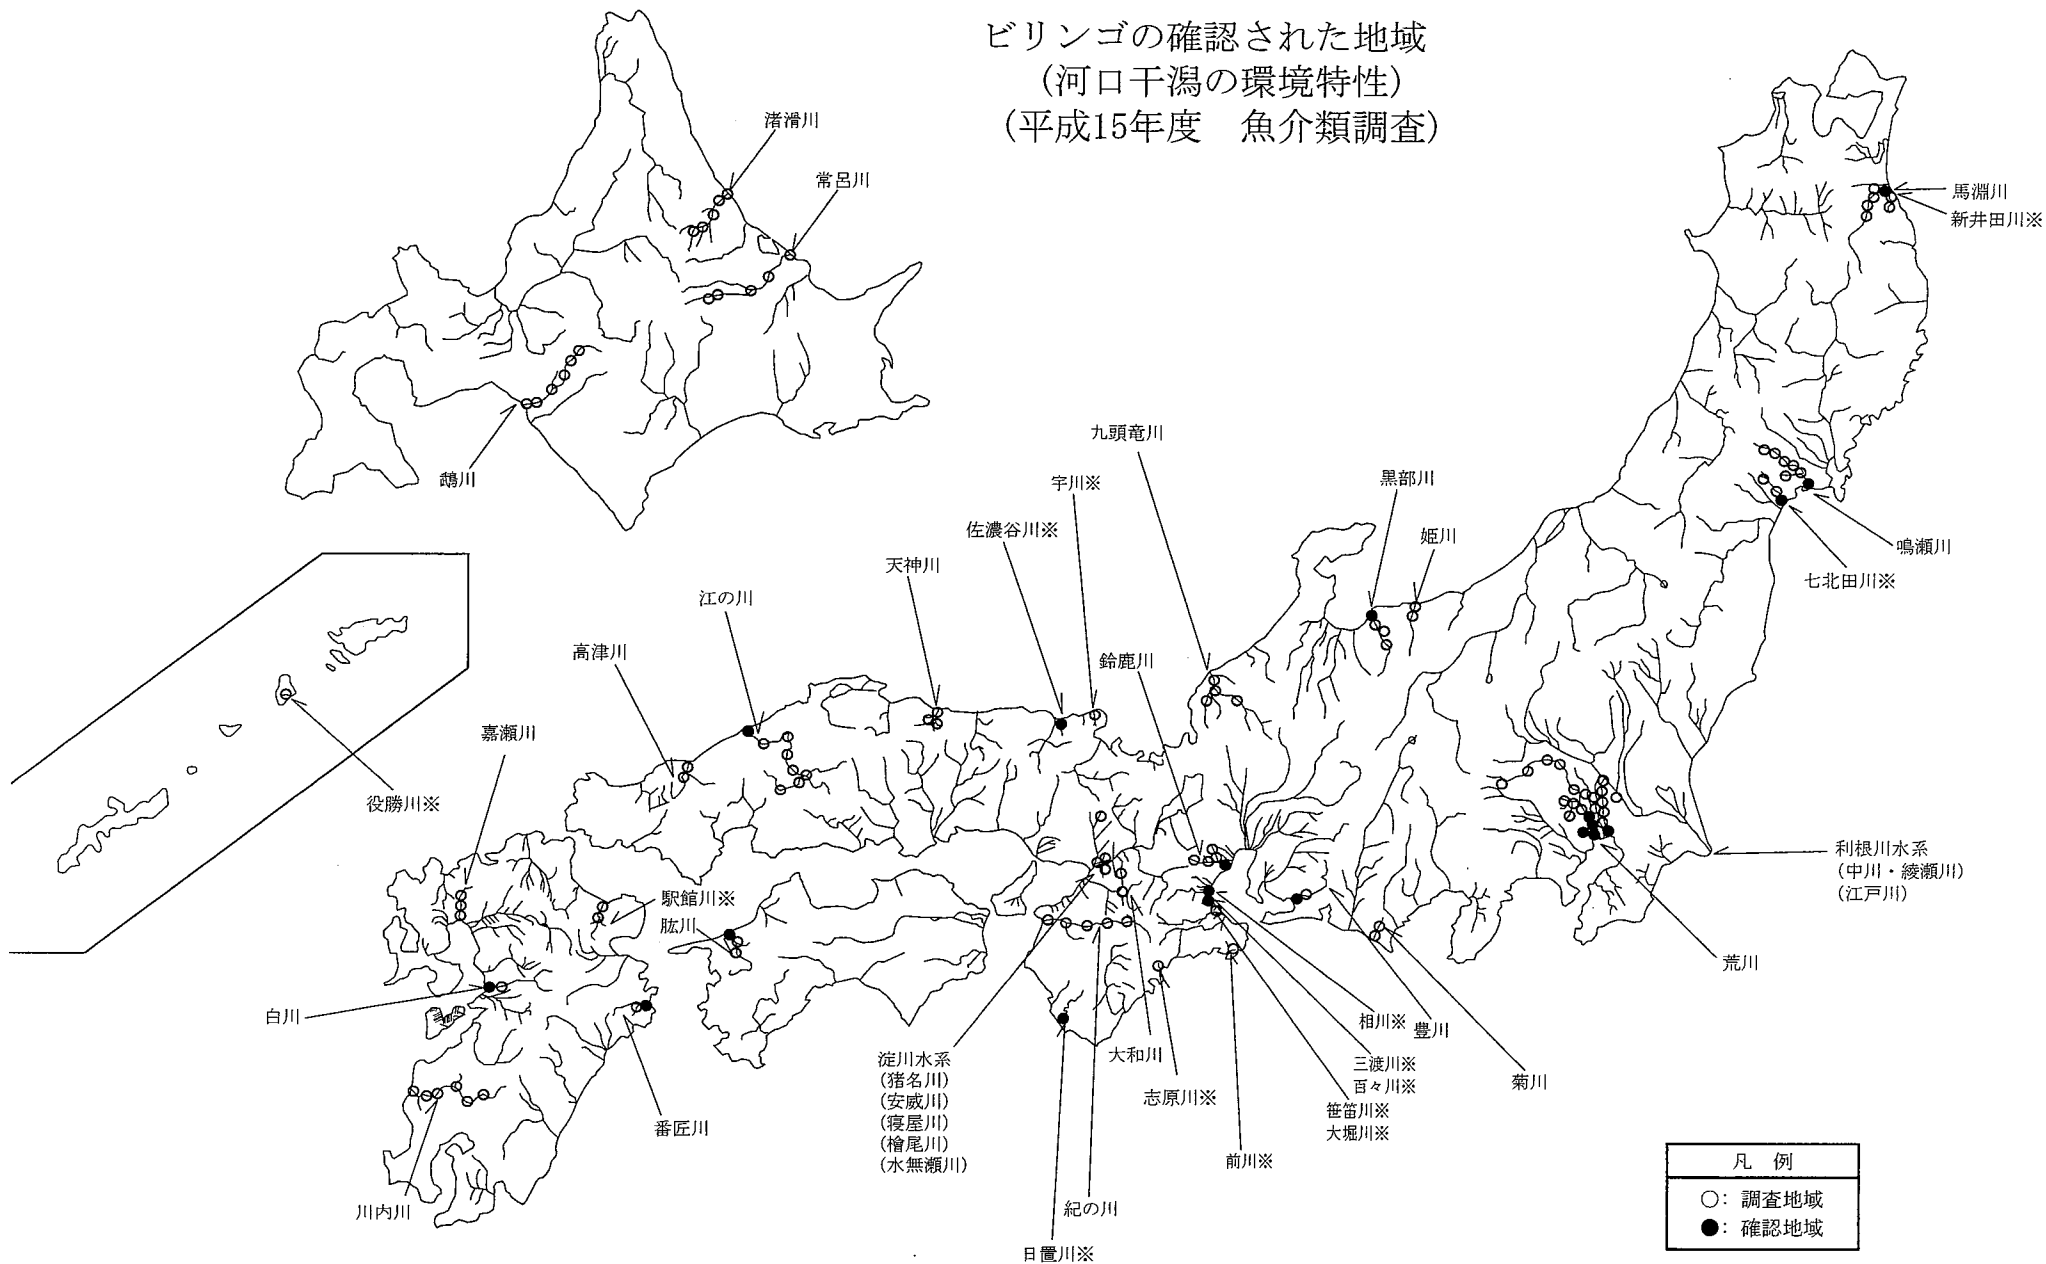 ビリンゴの確認された地域
(河口干潟の環境特性)
(平成15年度　魚介類調査)
渚滑川
常呂川
鵡川
馬淵川
新井田川※
鳴瀬川
七北田川※
九頭竜川
宇川※
佐濃谷川※
天神川
江の川
高津川
黒部川
姫川
鈴鹿川
嘉瀬川
役勝川※
駅館川※
肱川
白川
番匠川
川内川
淀川水系
(猪名川)
(安威川)
(寝屋川)
(檜尾川)
(水無瀬川)
紀の川
日置川※
大和川
志原川※
前川※
相川※
三渡川※
百々川※
笹笛川※
大堀川※
豊川
菊川
荒川
利根川水系
(中川・綾瀬川)
(江戸川)
凡　例
○：調査地域
●：確認地域